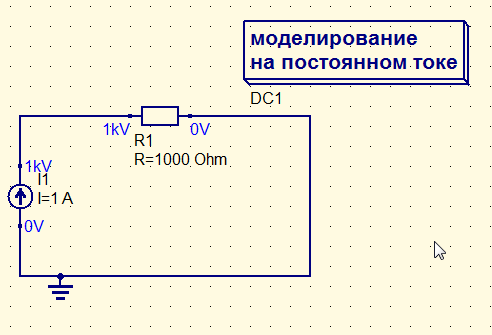 моделирование
на постоянном токе
DC1
1kV
0V
R1
R=1000 Ohm
1kV
I1
I=1 A
0V